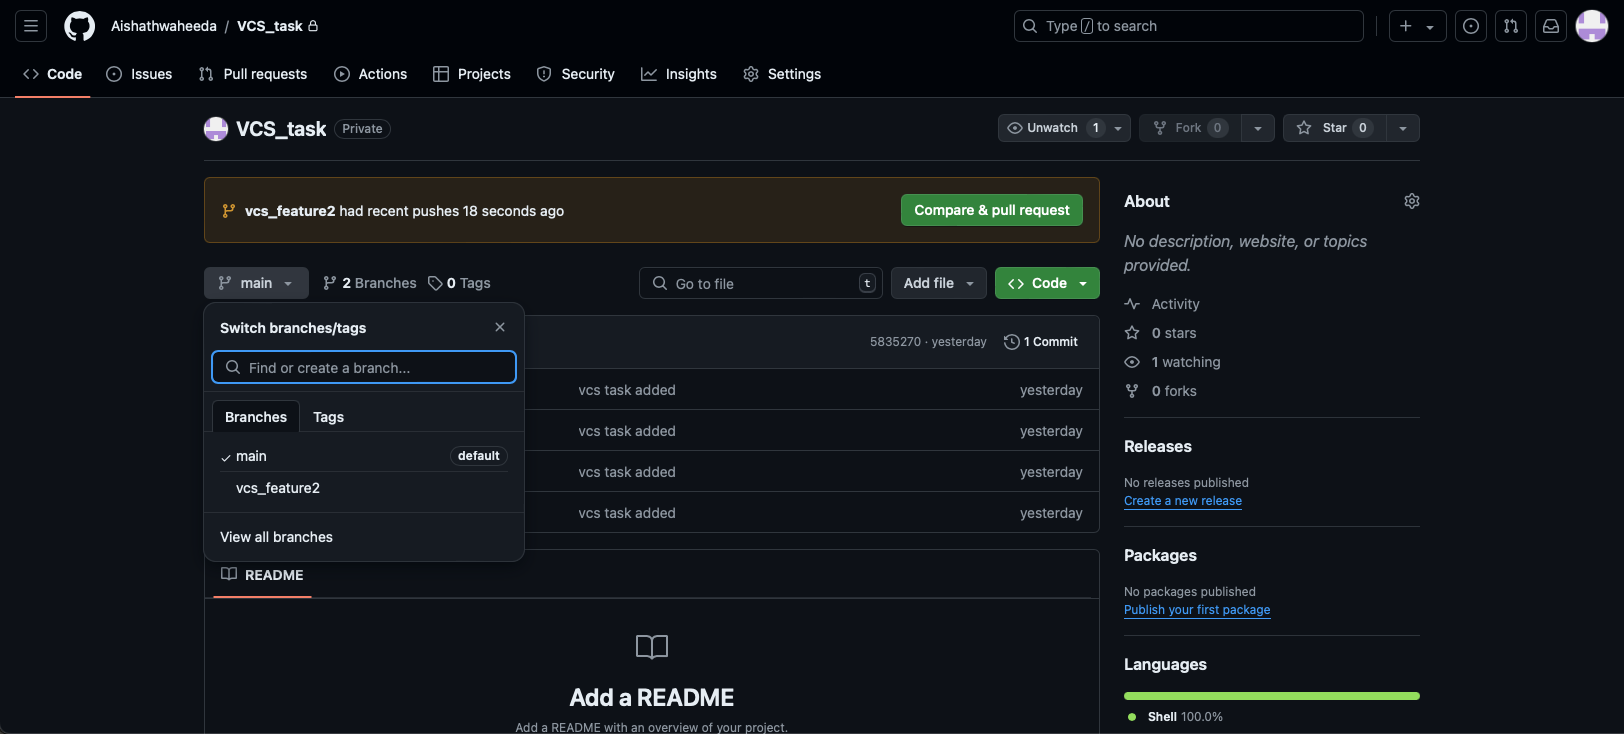 Aishathwaheeda / VCS_task
Type / to search
Code
Issues
Pull requests
Actions
Projects
Security
Insights
Settings
VCS_task Private
Unwatch 1
Fork 0
Star 0
vcs_feature2 had recent pushes 18 seconds ago
Compare & pull request
main
2 Branches
0 Tags
Go to file
t
Add file
Code
Switch branches/tags
Find or create a branch...
Branches
Tags
main default
vcs_feature2
View all branches
5835270 · yesterday
1 Commit
vcs task added yesterday
vcs task added yesterday
vcs task added yesterday
vcs task added yesterday
README
Add a README
Add a README with an overview of your project.
About
No description, website, or topics
provided.
Activity
0 stars
1 watching
0 forks
Releases
No releases published
Create a new release
Packages
No packages published
Publish your first package
Languages
Shell 100.0%